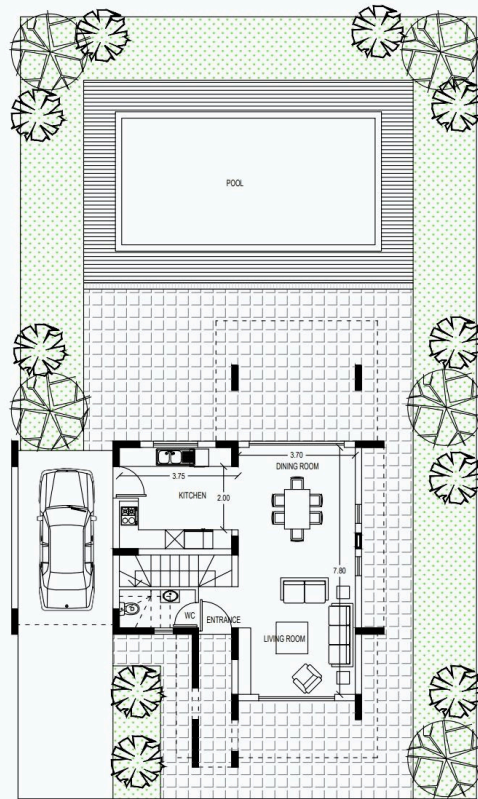 POOL
3.70
DINING ROOM
3.75
KITCHEN
2.00
7.80
WC
ENTRANCE
LIVING ROOM